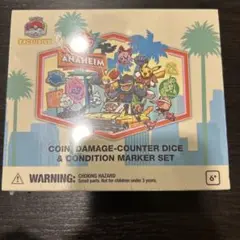 ANAHEIM
COIN, DAMAGE-COUNTER DICE
& CONDITION MARKER SET
WARNING:
CHOKING HAZARD
Small parts. Not for children under 3 years.
6+